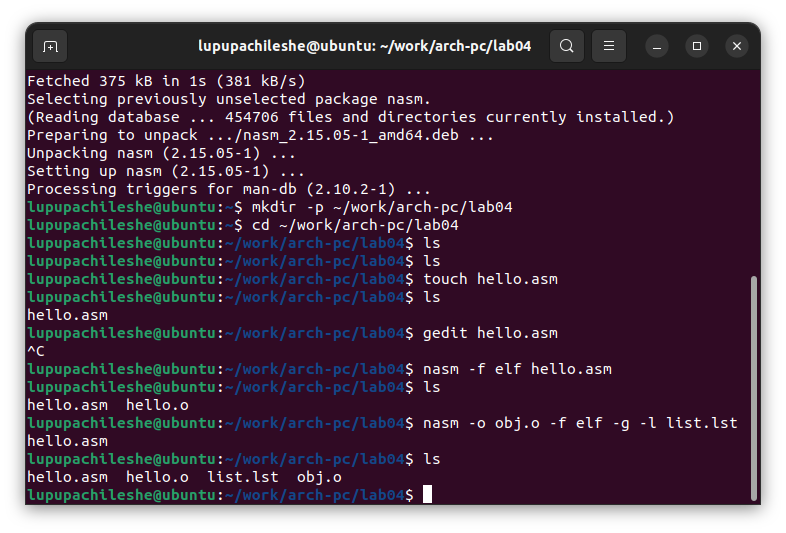 lupupachileshe@ubuntu: ~/work/arch-pc/lab04
Fetched 375 kB in 1s (381 kB/s)
Selecting previously unselected package nasm.
(Reading database ... 454706 files and directories currently installed.)
Preparing to unpack .../nasm_2.15.05-1_amd64.deb ...
Unpacking nasm (2.15.05-1) ...
Setting up nasm (2.15.05-1) ...
Processing triggers for man-db (2.10.2-1) ...
lupupachileshe@ubuntu:~$ mkdir -p ~/work/arch-pc/lab04
lupupachileshe@ubuntu:~$ cd ~/work/arch-pc/lab04
lupupachileshe@ubuntu:~/work/arch-pc/lab04$ ls
lupupachileshe@ubuntu:~/work/arch-pc/lab04$ ls
lupupachileshe@ubuntu:~/work/arch-pc/lab04$ touch hello.asm
lupupachileshe@ubuntu:~/work/arch-pc/lab04$ ls
hello.asm
lupupachileshe@ubuntu:~/work/arch-pc/lab04$ gedit hello.asm
^C
lupupachileshe@ubuntu:~/work/arch-pc/lab04$ nasm -f elf hello.asm
lupupachileshe@ubuntu:~/work/arch-pc/lab04$ ls
hello.asm  hello.o
lupupachileshe@ubuntu:~/work/arch-pc/lab04$ nasm -o obj.o -f elf -g -l list.lst
hello.asm
lupupachileshe@ubuntu:~/work/arch-pc/lab04$ ls
hello.asm  hello.o  list.lst  obj.o
lupupachileshe@ubuntu:~/work/arch-pc/lab04$